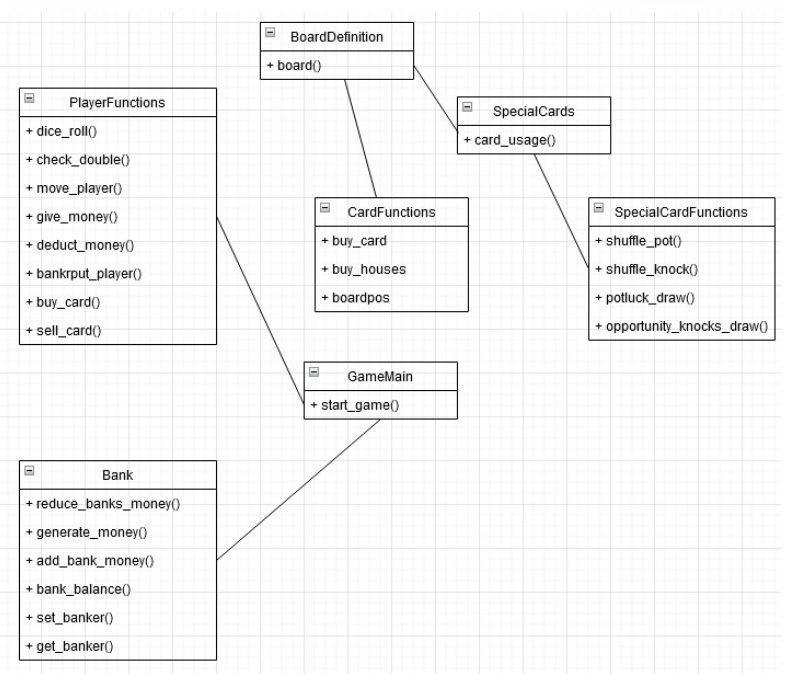 BoardDefinition
+ board()
PlayerFunctions
+ dice_roll()
+ check_double()
+ move_player()
+ give_money()
+ deduct_money()
+ bankrput_player()
+ buy_card()
+ sell_card()
SpecialCards
+ card_usage()
CardFunctions
+ buy_card
+ buy_houses
+ boardpos
SpecialCardFunctions
+ shuffle_pot()
+ shuffle_knock()
+ potluck_draw()
+ opportunity_knocks_draw()
GameMain
+ start_game()
Bank
+ reduce_banks_money()
+ generate_money()
+ add_bank_money()
+ bank_balance()
+ set_banker()
+ get_banker()